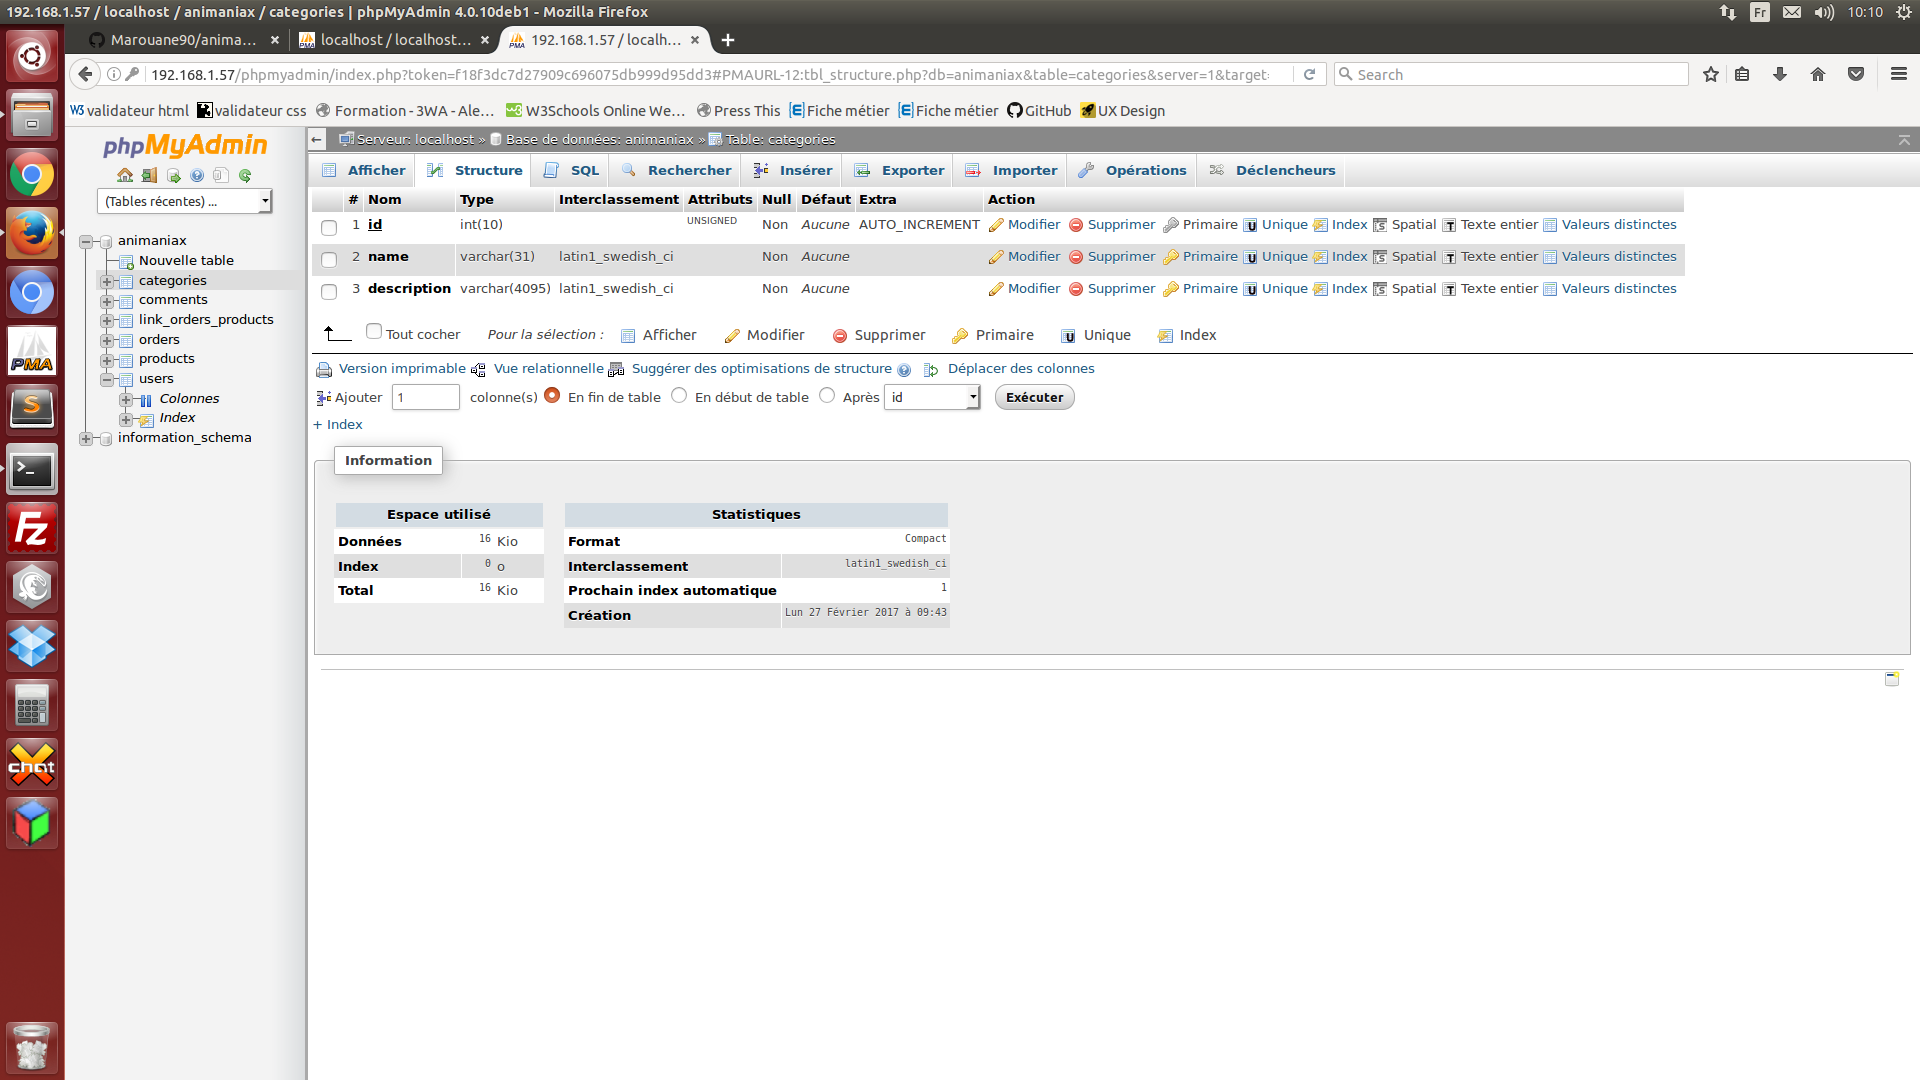 192.168.1.57 / localhost / animaniax / categories | phpMyAdmin 4.0.10deb1 - Mozilla Firefox
Fr
10:10
Marouane90/anima...
localhost / localhost...
192.168.1.57 / localh...
192.168.1.57/phpmyadmin/index.php?token=f18f3dc7d27909c696075db999d95dd3#PMAURL-12:tbl_structure.php?db=animaniax&table=categories&server=1&target=
Search
validateur html
validateur css
Formation - 3WA - Ale...
W3Schools Online We...
Press This
Fiche métier
Fiche métier
GitHub
UX Design
phpMyAdmin
(Tables récentes) ...
animaniax
Nouvelle table
categories
comments
link_orders_products
orders
products
users
Colonnes
Index
information_schema
Serveur: localhost » Base de données: animaniax » Table: categories
Afficher Structure SQL Rechercher Insérer Exporter Importer Opérations Déclencheurs
# Nom Type Interclassement Attributs Null Défaut Extra Action
1 id int(10) UNSIGNED Non Aucune AUTO_INCREMENT Modifier Supprimer Primaire Unique Index Spatial Texte entier Valeurs distinctes
2 name varchar(31) latin1_swedish_ci Non Aucune Modifier Supprimer Primaire Unique Index Spatial Texte entier Valeurs distinctes
3 description varchar(4095) latin1_swedish_ci Non Aucune Modifier Supprimer Primaire Unique Index Spatial Texte entier Valeurs distinctes
Tout cocher Pour la sélection : Afficher Modifier Supprimer Primaire Unique Index
Version imprimable Vue relationnelle Suggérer des optimisations de structure Déplacer des colonnes
Ajouter 1 colonne(s) En fin de table En début de table Après id Exécuter
+ Index
Information
Espace utilisé
Données 16 Kio
Index 0 o
Total 16 Kio
Statistiques
Format Compact
Interclassement latin1_swedish_ci
Prochain index automatique 1
Création Lun 27 Février 2017 à 09:43
PMA
S
Fz
X
chat